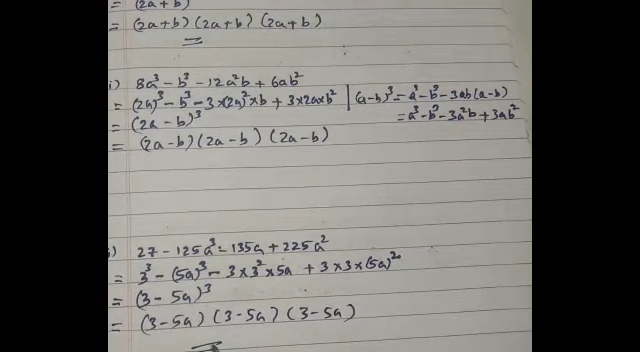 = (2a+b)³
= (2a+b) (2a+b) (2a+b)
i) 8a³ - b³ - 12a²b + 6ab²
= (2a)³ - b³ - 3×(2a)²×b + 3×2a×b² | (a-b)³ = a³ - b³ - 3ab(a-b)
= (2a - b)³ = a³ - b³ - 3a²b + 3ab²
= (2a-b) (2a-b) (2a-b)
) 27 - 125a³ - 135a + 225a²
= 3³ - (5a)³ - 3×3²×5a + 3×3×(5a)²
= (3-5a)³
= (3-5a) (3-5a) (3-5a)